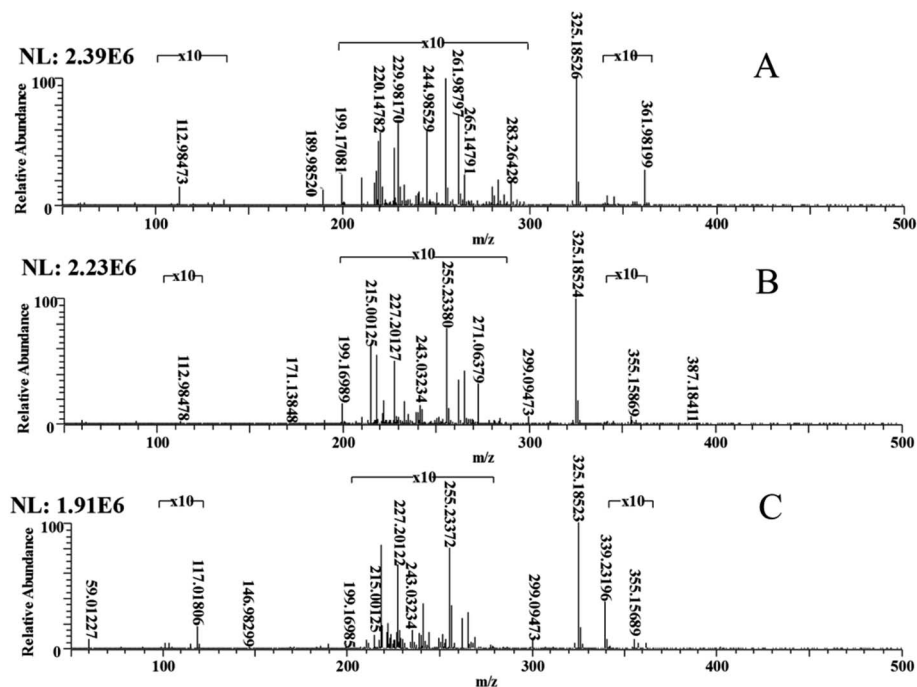 x10
x10
x10
NL: 2.39E6
A
Relative Abundance
100
0
112.98473
189.98520
199.17081
220.14782
229.98170
244.98529
261.98797
265.14791
283.26428
325.18526
361.98199
100
200
300
400
500
m/z
x10
x10
x10
NL: 2.23E6
B
Relative Abundance
100
0
112.98478
171.13848
199.16989
215.00125
227.20127
243.03234
255.23380
271.06379
299.09473
325.18524
355.15869
387.18411
100
200
300
400
500
m/z
x10
x10
x10
NL: 1.91E6
C
Relative Abundance
100
0
59.01227
117.01806
146.98299
199.16985
215.00125
227.20122
243.03234
255.23372
299.09473
325.18523
339.23196
355.15689
100
200
300
400
500
m/z